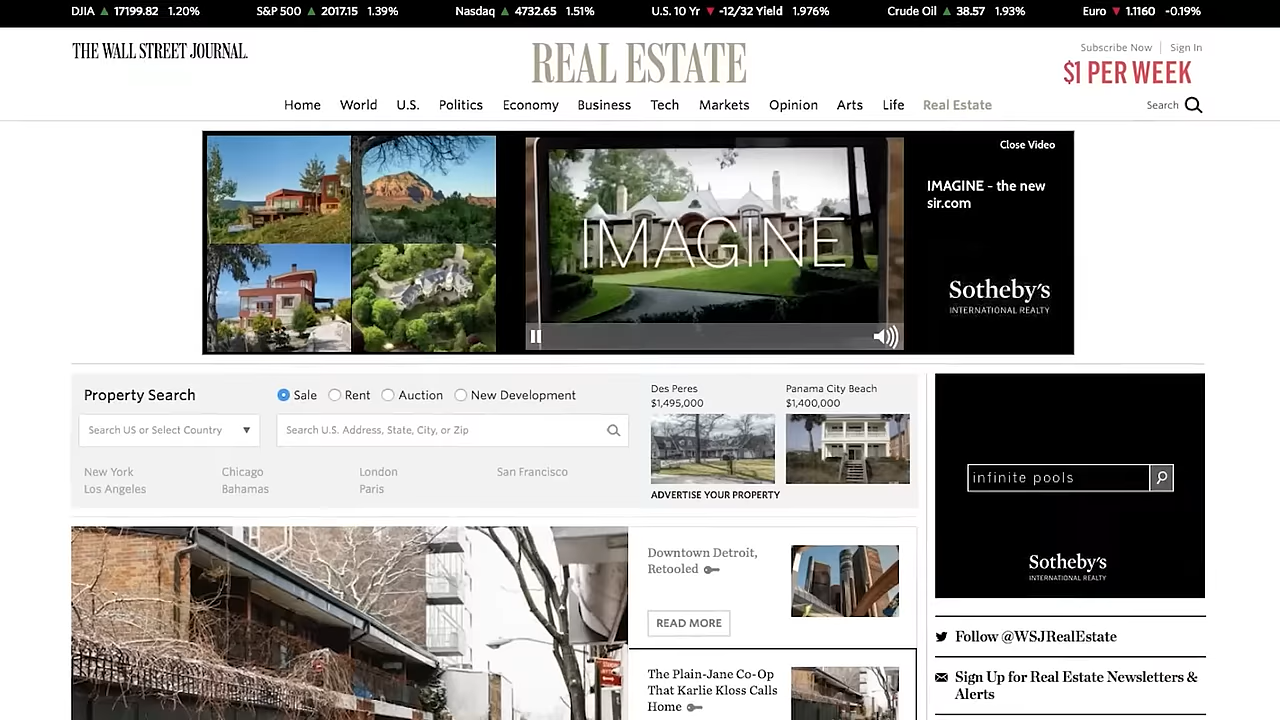 DJIA 17199.82 1.20% S&P 500 2017.15 1.39% Nasdaq 4732.65 1.51% U.S. 10 Yr -12/32 Yield 1.976% Crude Oil 38.57 1.93% Euro 1.1160 -0.19%
THE WALL STREET JOURNAL.
REAL ESTATE
Subscribe Now | Sign In
$1 PER WEEK
Home World U.S. Politics Economy Business Tech Markets Opinion Arts Life Real Estate
Search
Close Video
IMAGINE - the new
sir.com
IMAGINE
Sotheby's
INTERNATIONAL REALTY
Property Search
Sale Rent Auction New Development
Search US or Select Country
Search U.S. Address, State, City, or Zip
New York Chicago London San Francisco
Los Angeles Bahamas Paris
Des Peres
$1,495,000
Panama City Beach
$1,400,000
ADVERTISE YOUR PROPERTY
infinite pools
Sotheby's
INTERNATIONAL REALTY
Downtown Detroit,
Retooled
READ MORE
The Plain-Jane Co-Op
That Karlie Kloss Calls
Home
Follow @WSJRealEstate
Sign Up for Real Estate Newsletters &
Alerts